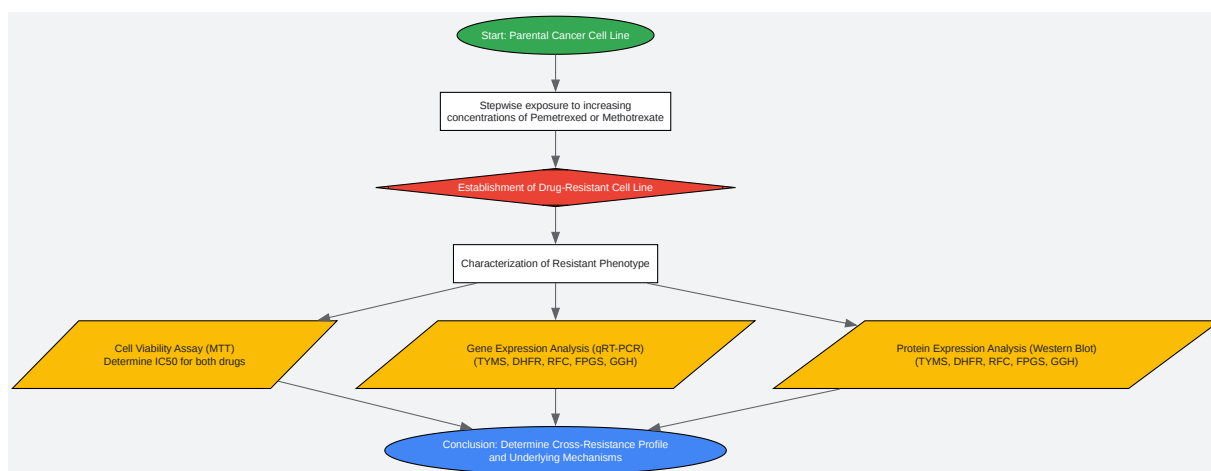 Start: Parental Cancer Cell Line
Stepwise exposure to increasing
concentrations of Pemetrexed or Methotrexate
Establishment of Drug-Resistant Cell Line
Characterization of Resistant Phenotype
Cell Viability Assay (MTT)
Determine IC50 for both drugs
Gene Expression Analysis (qRT-PCR)
(TYMS, DHFR, RFC, FPGS, GGH)
Protein Expression Analysis (Western Blot)
(TYMS, DHFR, RFC, FPGS, GGH)
Conclusion: Determine Cross-Resistance Profile
and Underlying Mechanisms